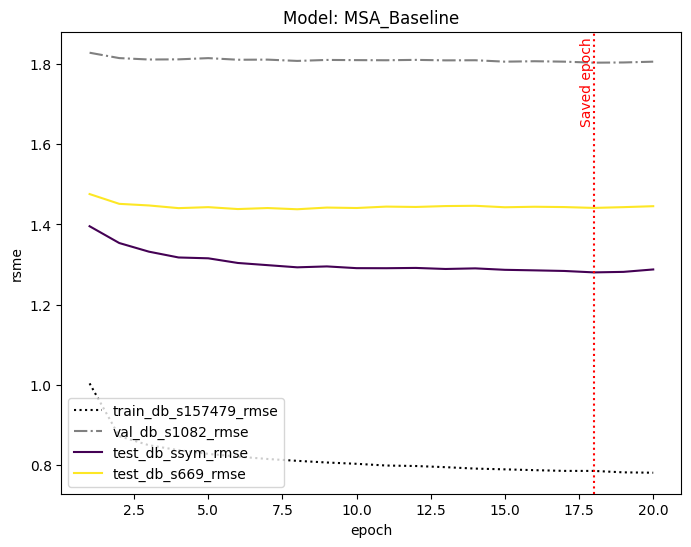 Model: MSA_Baseline
rsme
1.8
1.6
1.4
1.2
1.0
0.8
Saved epoch
train_db_s157479_rmse
val_db_s1082_rmse
test_db_ssym_rmse
test_db_s669_rmse
2.5
5.0
7.5
10.0
12.5
15.0
17.5
20.0
epoch